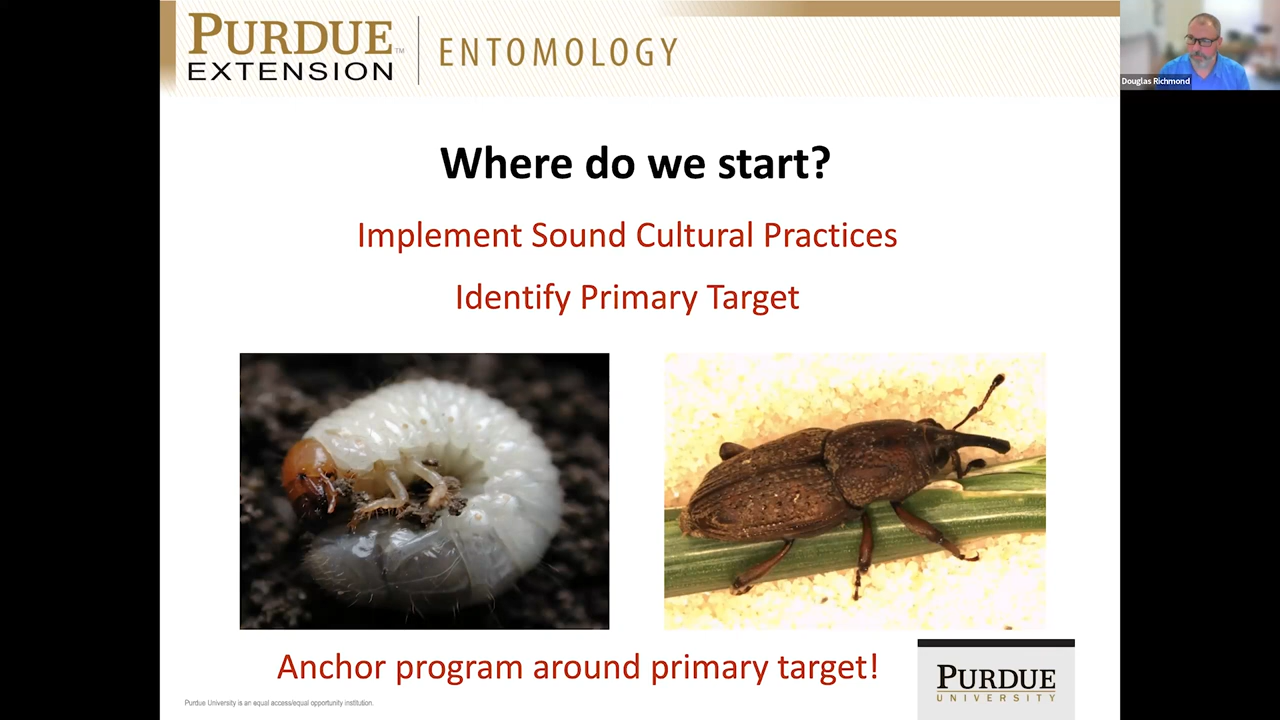 PURDUE™
EXTENSION
ENTOMOLOGY
Douglas Richmond
Where do we start?
Implement Sound Cultural Practices
Identify Primary Target
Anchor program around primary target!
Purdue University is an equal access/equal opportunity institution.
PURDUE
UNIVERSITY